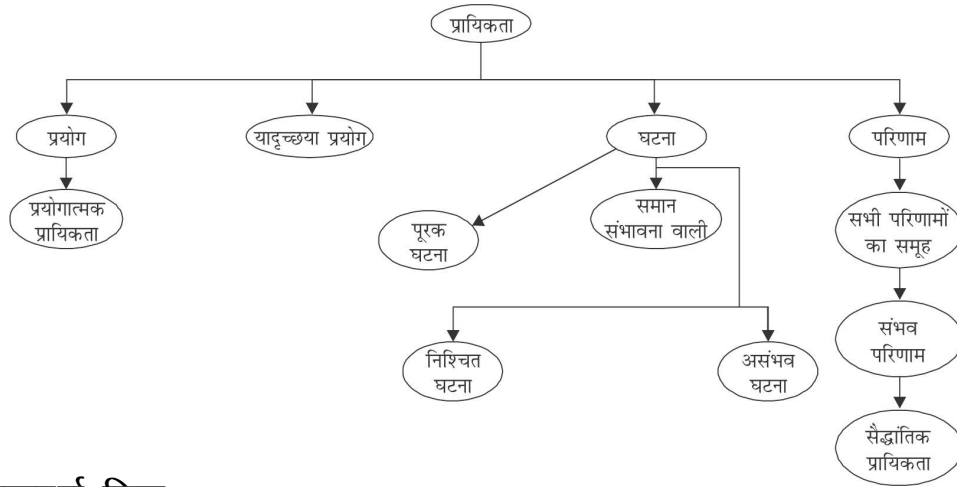 प्रायिकता
प्रयोग
यादृच्छया प्रयोग
घटना
परिणाम
प्रयोगात्मक
प्रायिकता
पूरक
घटना
समान
संभावना वाली
सभी परिणामों
का समूह
निश्चित
घटना
असंभव
घटना
संभव
परिणाम
सैद्धांतिक
प्रायिकता